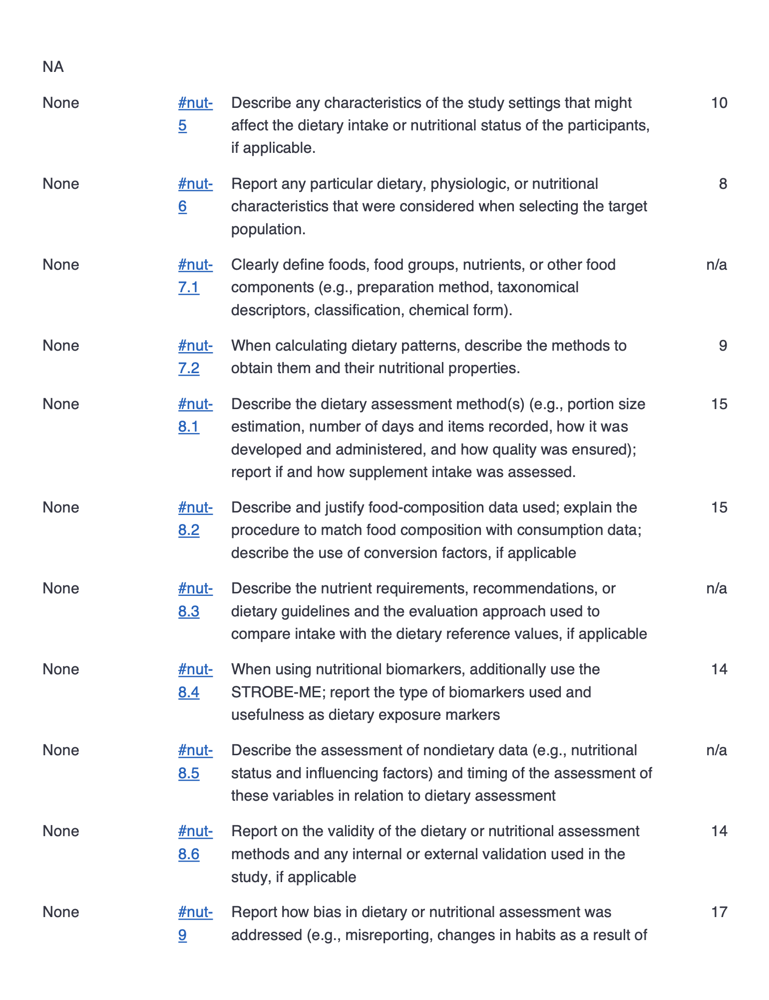 NA
None #nut- Describe any characteristics of the study settings that might 10
5 affect the dietary intake or nutritional status of the participants,
if applicable.
None #nut- Report any particular dietary, physiologic, or nutritional 8
6 characteristics that were considered when selecting the target
population.
None #nut- Clearly define foods, food groups, nutrients, or other food n/a
7.1 components (e.g., preparation method, taxonomical
descriptors, classification, chemical form).
None #nut- When calculating dietary patterns, describe the methods to 9
7.2 obtain them and their nutritional properties.
None #nut- Describe the dietary assessment method(s) (e.g., portion size 15
8.1 estimation, number of days and items recorded, how it was
developed and administered, and how quality was ensured);
report if and how supplement intake was assessed.
None #nut- Describe and justify food-composition data used; explain the 15
8.2 procedure to match food composition with consumption data;
describe the use of conversion factors, if applicable
None #nut- Describe the nutrient requirements, recommendations, or n/a
8.3 dietary guidelines and the evaluation approach used to
compare intake with the dietary reference values, if applicable
None #nut- When using nutritional biomarkers, additionally use the 14
8.4 STROBE-ME; report the type of biomarkers used and
usefulness as dietary exposure markers
None #nut- Describe the assessment of nondietary data (e.g., nutritional n/a
8.5 status and influencing factors) and timing of the assessment of
these variables in relation to dietary assessment
None #nut- Report on the validity of the dietary or nutritional assessment 14
8.6 methods and any internal or external validation used in the
study, if applicable
None #nut- Report how bias in dietary or nutritional assessment was 17
9 addressed (e.g., misreporting, changes in habits as a result of